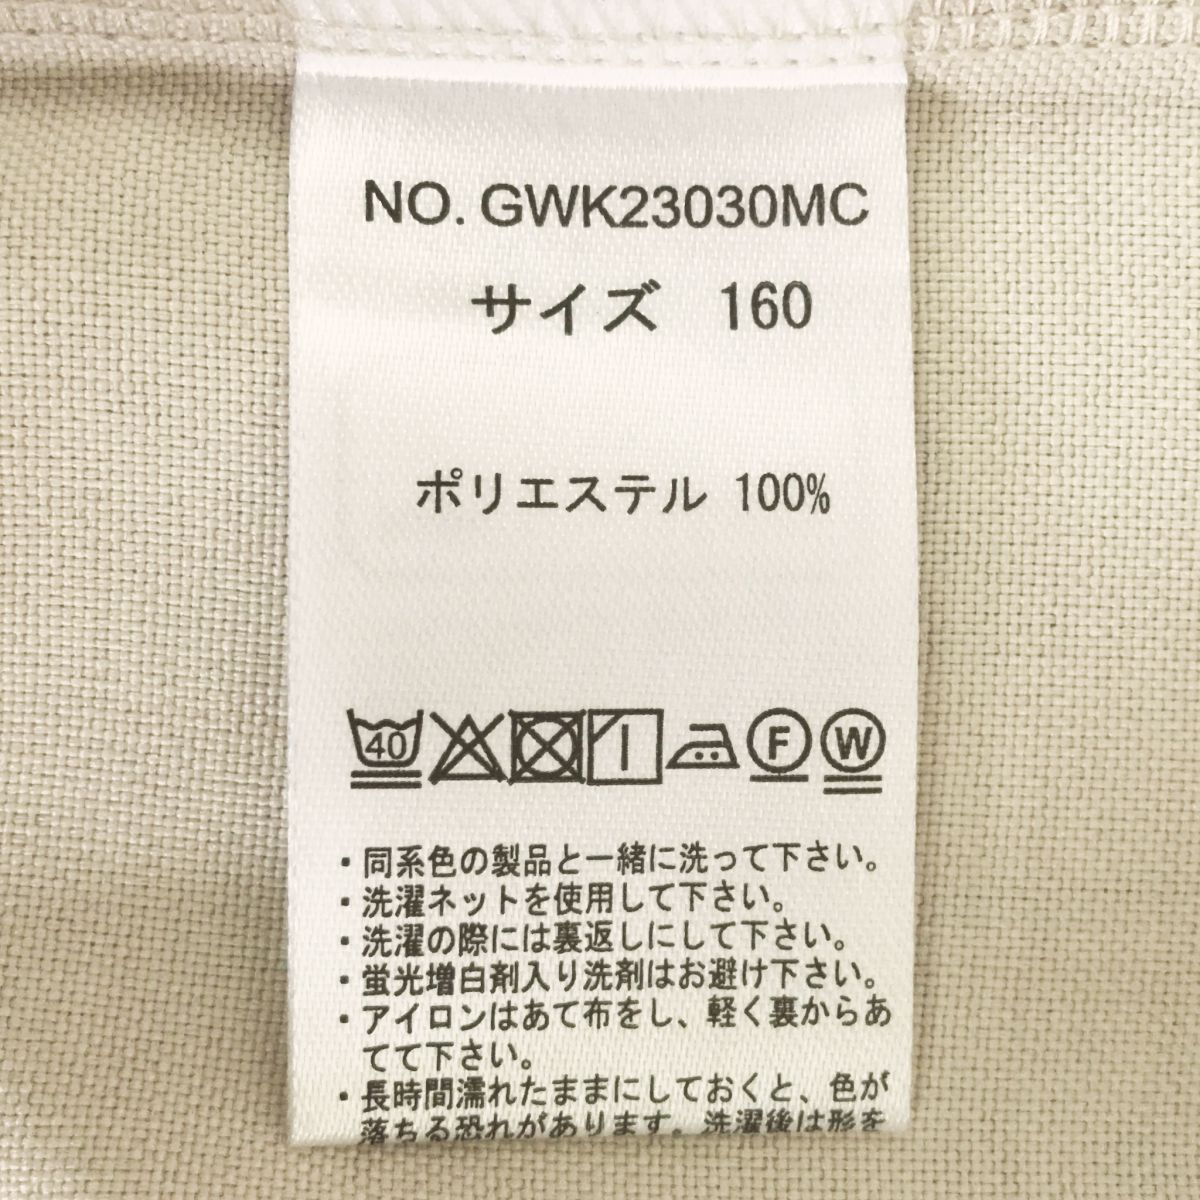 NO. GWK23030MC
サイズ 160
ポリエステル 100%
40 F W
・同系色の製品と一緒に洗って下さい。
・洗濯ネットを使用して下さい。
・洗濯の際には裏返しにして下さい。
・蛍光増白剤入り洗剤はお避け下さい。
・アイロンはあて布をし、軽く裏からあ
てて下さい。
・長時間濡れたままにしておくと、色が
落ちる恐れがあります。洗濯後は形を